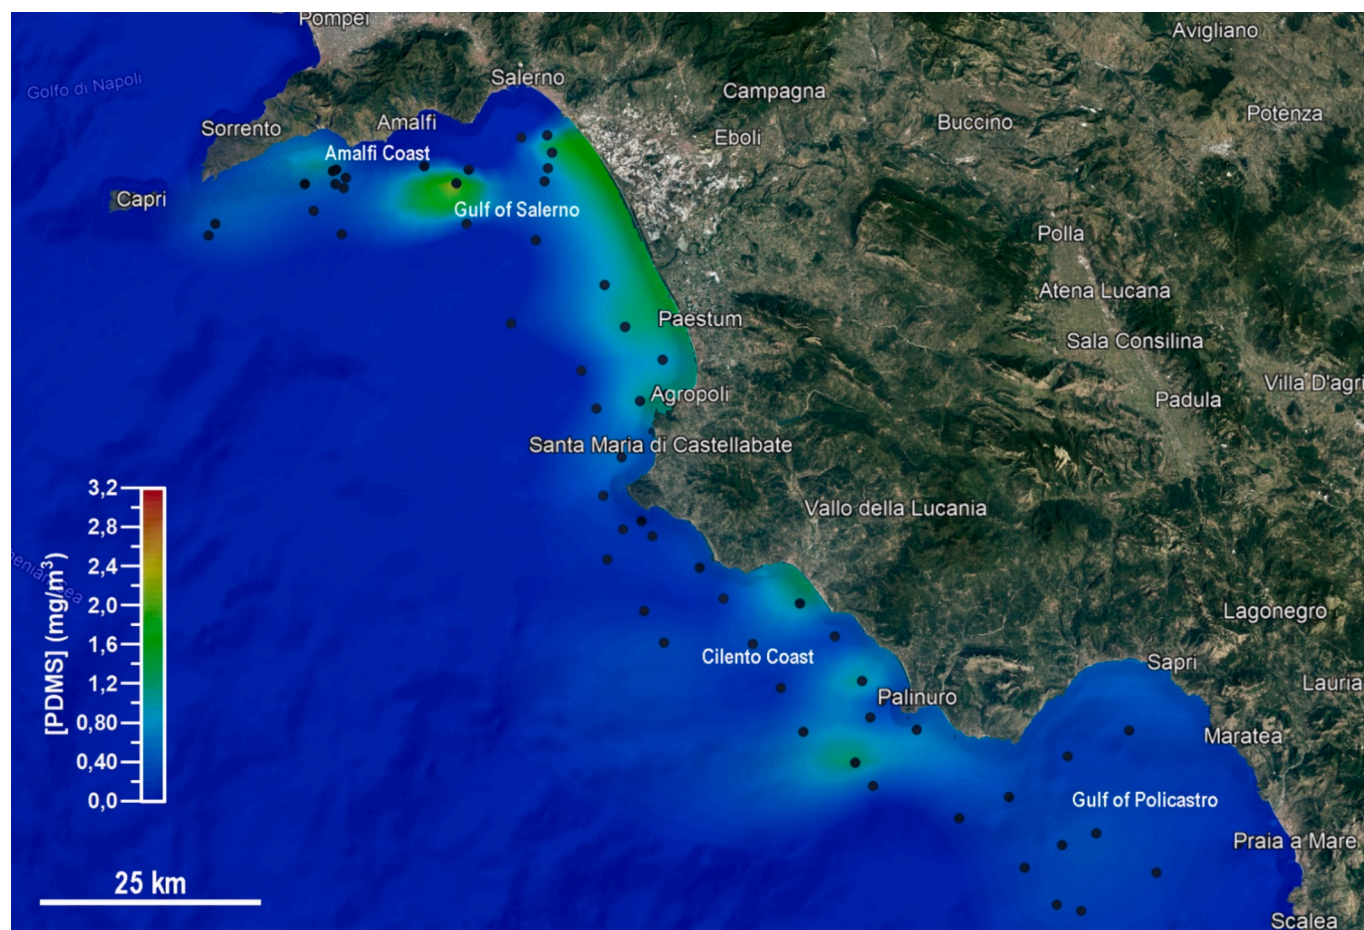 Pompei
Avigliano
Golfo di Napoli
Salerno
Campagna
Potenza
Sorrento
Amalfi
Buccino
Eboli
Amalfi Coast
Capri
Gulf of Salerno
Polla
Atena Lucana
Paestum
Sala Consilina
Villa D'agri
Agropoli
Padula
Santa Maria di Castellabate
3,2
Vallo della Lucania
2,8
2,4
2,0
Lagonegro
1,6
Cilento Coast
Sapri
1,2
Lauria
Palinuro
0,80
Maratea
0,40
0,0
[PDMS] (mg/m³)
Gulf of Policastro
Praia a Mare
25 km
Scalea